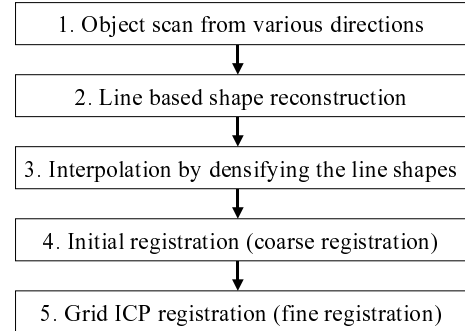 1. Object scan from various directions
2. Line based shape reconstruction
3. Interpolation by densifying the line shapes
4. Initial registration (coarse registration)
5. Grid ICP registration (fine registration)